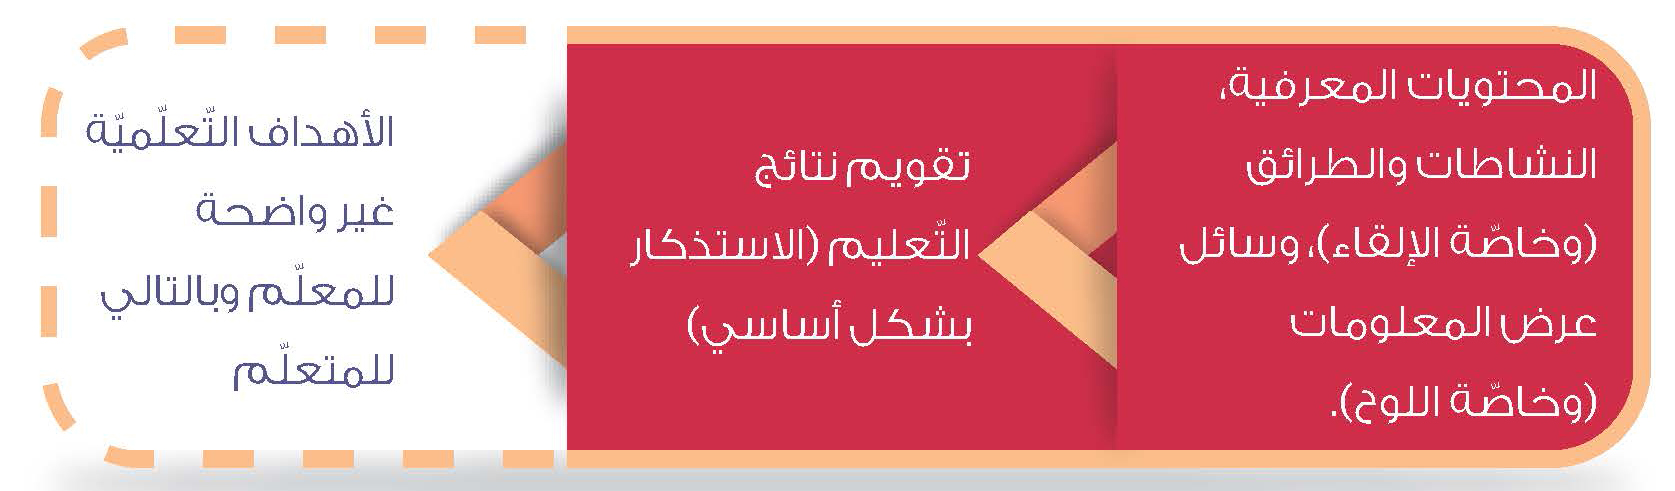 المحتويات المعرفية،
النشاطات والطرائق
(وخاصّة الإلقاء)، وسائل
عرض المعلومات
(وخاصّة اللوح).
تقويم نتائج
التّعليم (الاستذكار
بشكل أساسي)
الأهداف التّعلّميّة
غير واضحة
للمعلّم وبالتالي
للمتعلّم